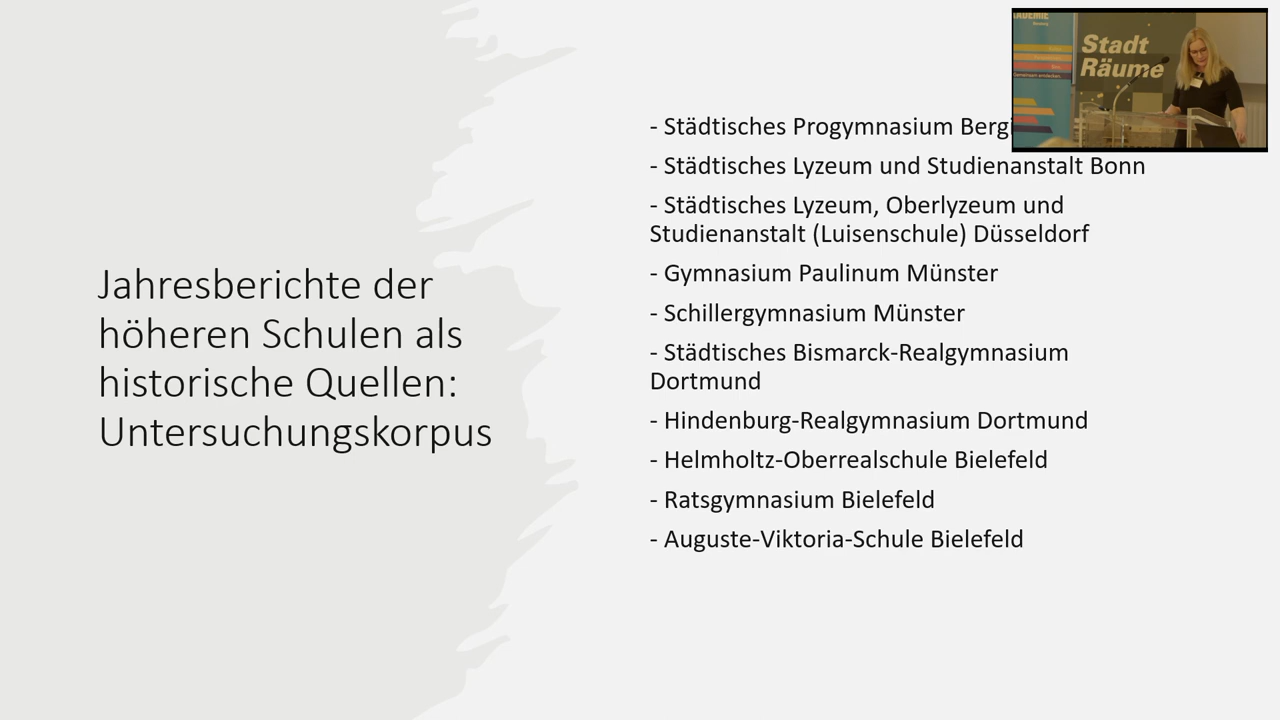 Jahresberichte der
höheren Schulen als
historische Quellen:
Untersuchungskorpus
- Städtisches Progymnasium
- Städtisches Lyzeum und Studienanstalt Bonn
- Städtisches Lyzeum, Oberlyzeum und
Studienanstalt (Luisenschule) Düsseldorf
- Gymnasium Paulinum Münster
- Schillergymnasium Münster
- Städtisches Bismarck-Realgymnasium
Dortmund
- Hindenburg-Realgymnasium Dortmund
- Helmholtz-Oberrealschule Bielefeld
- Ratsgymnasium Bielefeld
- Auguste-Viktoria-Schule Bielefeld
Stadt
Räume